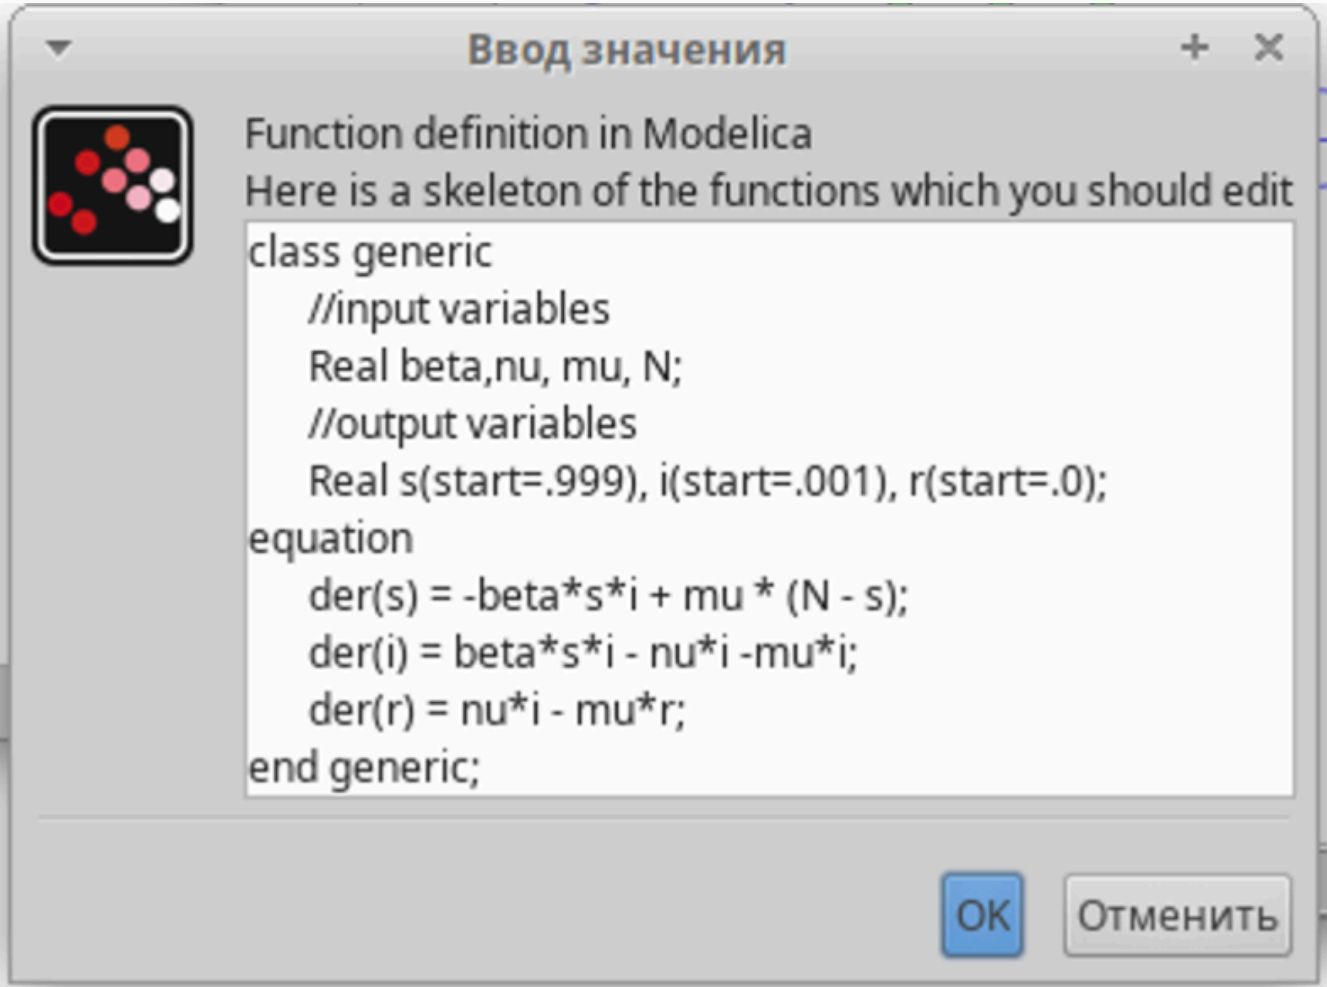 Ввод значения
Function definition in Modelica
Here is a skeleton of the functions which you should edit
class generic
//input variables
Real beta,nu, mu, N;
//output variables
Real s(start=.999), i(start=.001), r(start=.0);
equation
der(s) = -beta*s*i + mu * (N - s);
der(i) = beta*s*i - nu*i -mu*i;
der(r) = nu*i - mu*r;
end generic;
OK
Отменить